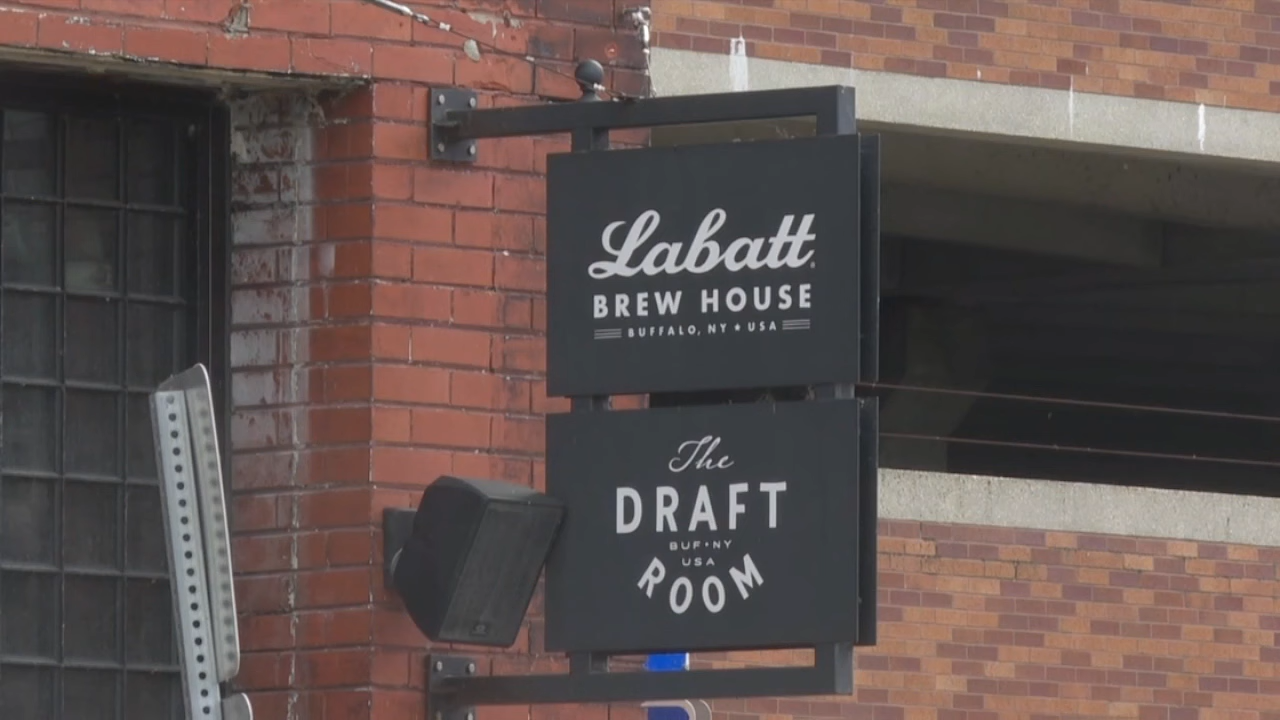 Labatt
BREW HOUSE
BUFFALO, NY ★ USA
The
DRAFT
BUF•NY
USA
ROOM